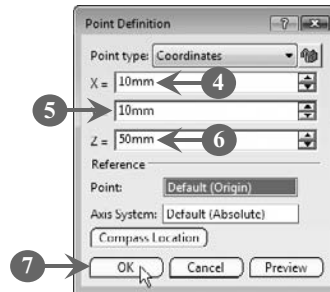 Point Definition ?
Point type: Coordinates
X = 10mm 4
5 10mm
Z = 50mm 6
Reference
Point: Default (Origin)
Axis System: Default (Absolute)
Compass Location
7 OK Cancel Preview